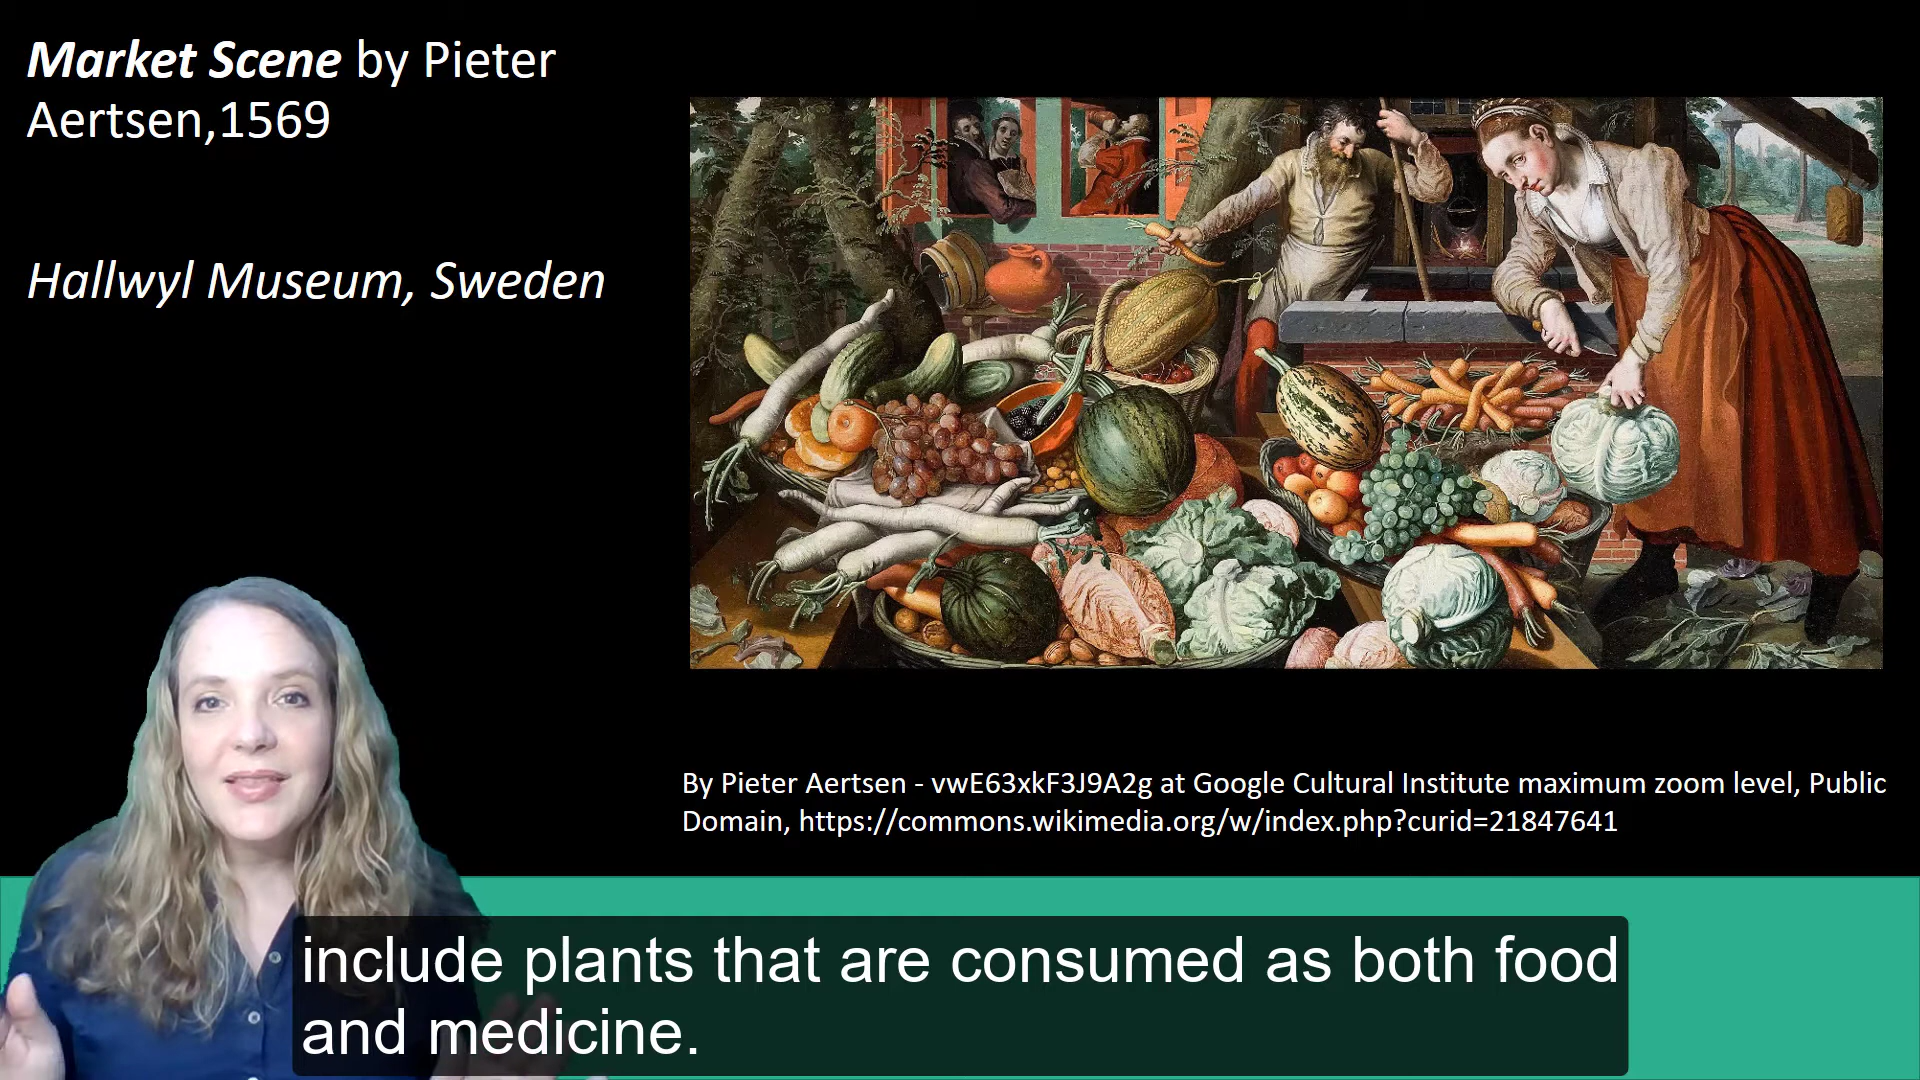 Market Scene by Pieter
Aertsen,1569
Hallwyl Museum, Sweden
By Pieter Aertsen - vwE63xkF3J9A2g at Google Cultural Institute maximum zoom level, Public
Domain, https://commons.wikimedia.org/w/index.php?curid=21847641
include plants that are consumed as both food
and medicine.